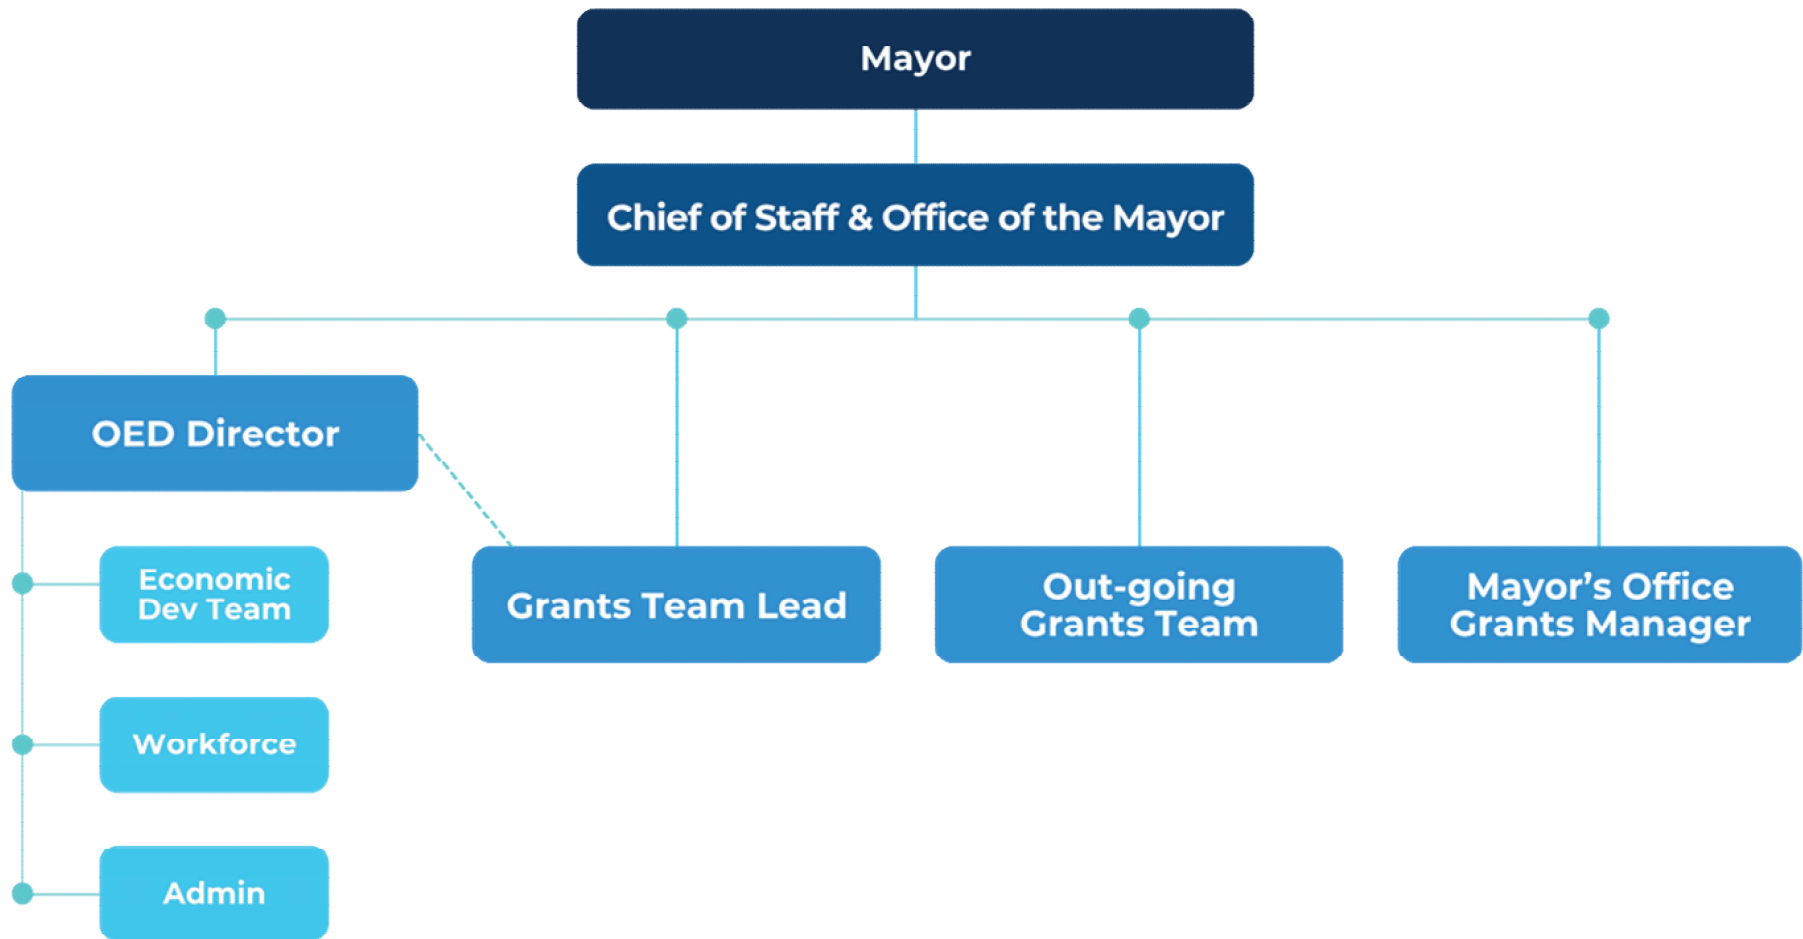 Mayor
Chief of Staff & Office of the Mayor
OED Director
Economic
Dev Team
Workforce
Admin
Grants Team Lead
Out-going
Grants Team
Mayor’s Office
Grants Manager